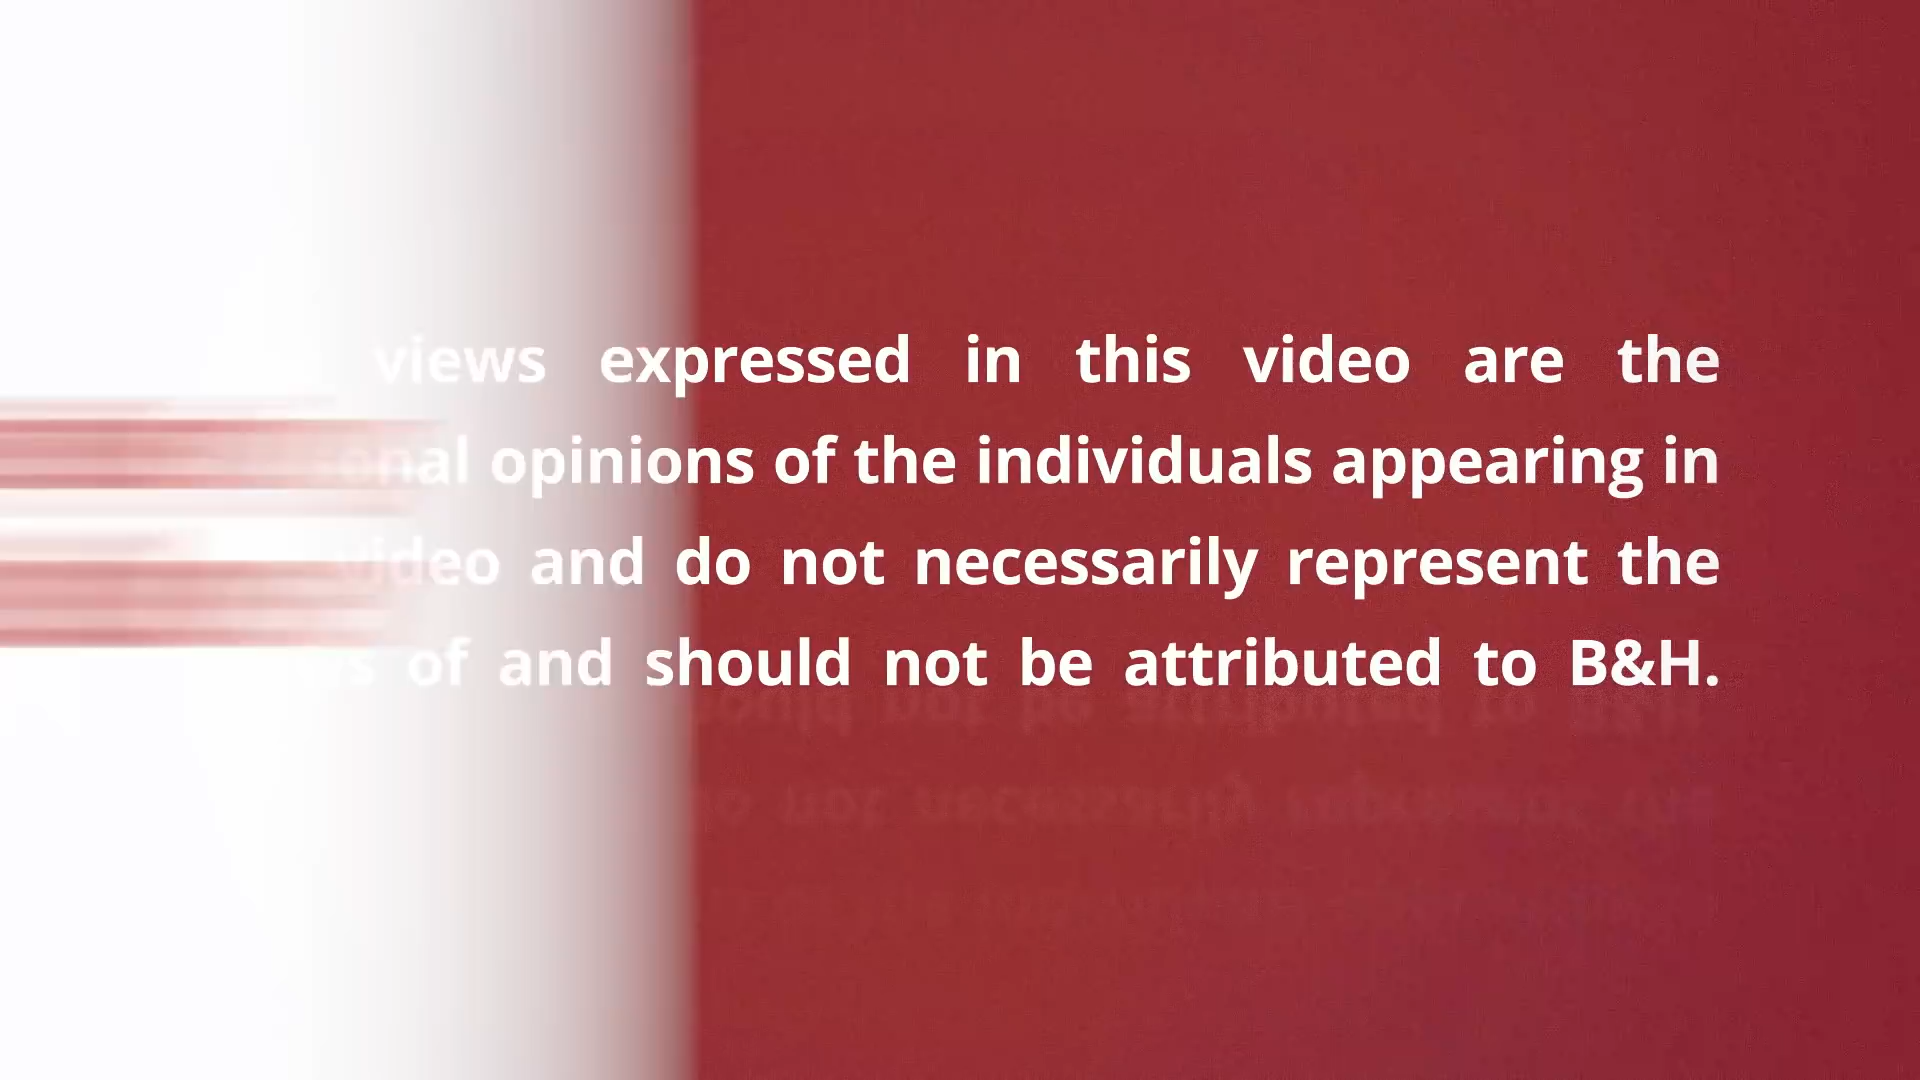 views expressed in this video are the
opinions of the individuals appearing in
video and do not necessarily represent the
of and should not be attributed to B&H.